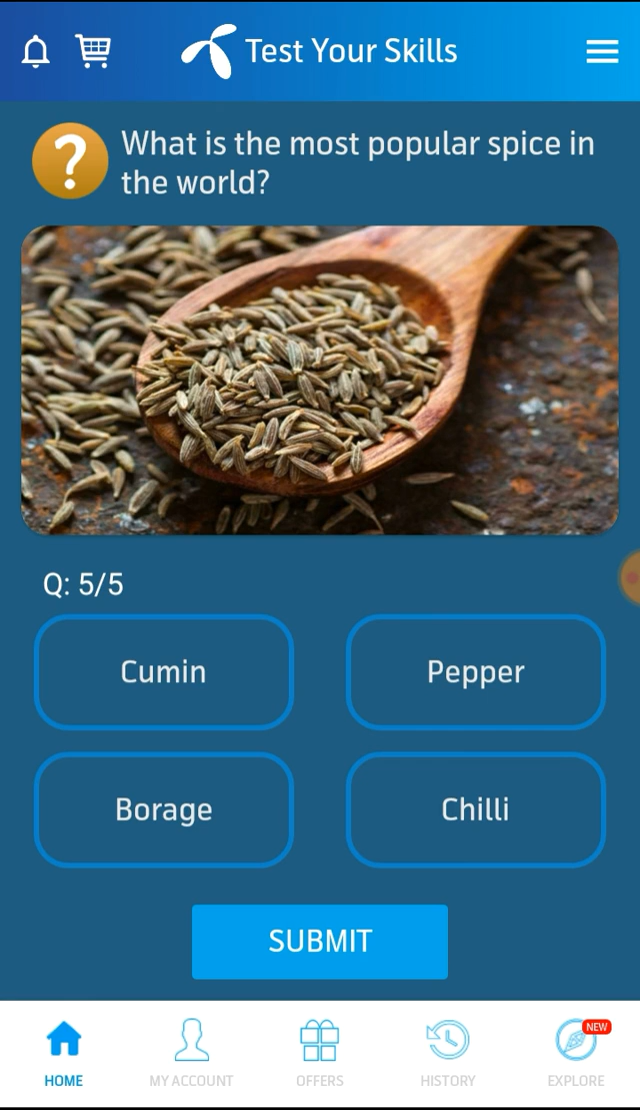 Test Your Skills
What is the most popular spice in
the world?
Q: 5/5
Cumin
Pepper
Borage
Chilli
SUBMIT
NEW
HOME
MY ACCOUNT
OFFERS
HISTORY
EXPLORE